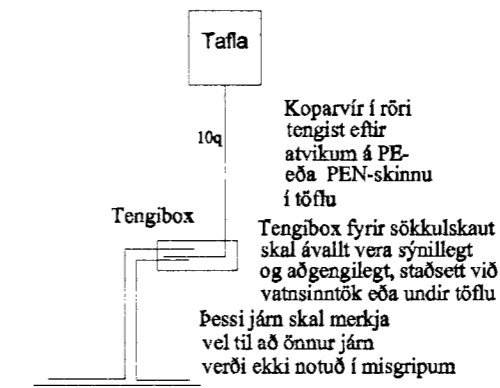 Tafla
Koparvír í röri
tengist eftir
atvikum á PE-
eða PEN-skinnu
í töflu
10q
Tengibox
Tengibox fyrir sökkulskaut
skal ávallt vera sýnillegt
og aðgengilegt, staðsett við
vatnsinntök eða undir töflu
Þessi járn skal merkja
vel til að önnur járn
verði ekki notuð í misgripum